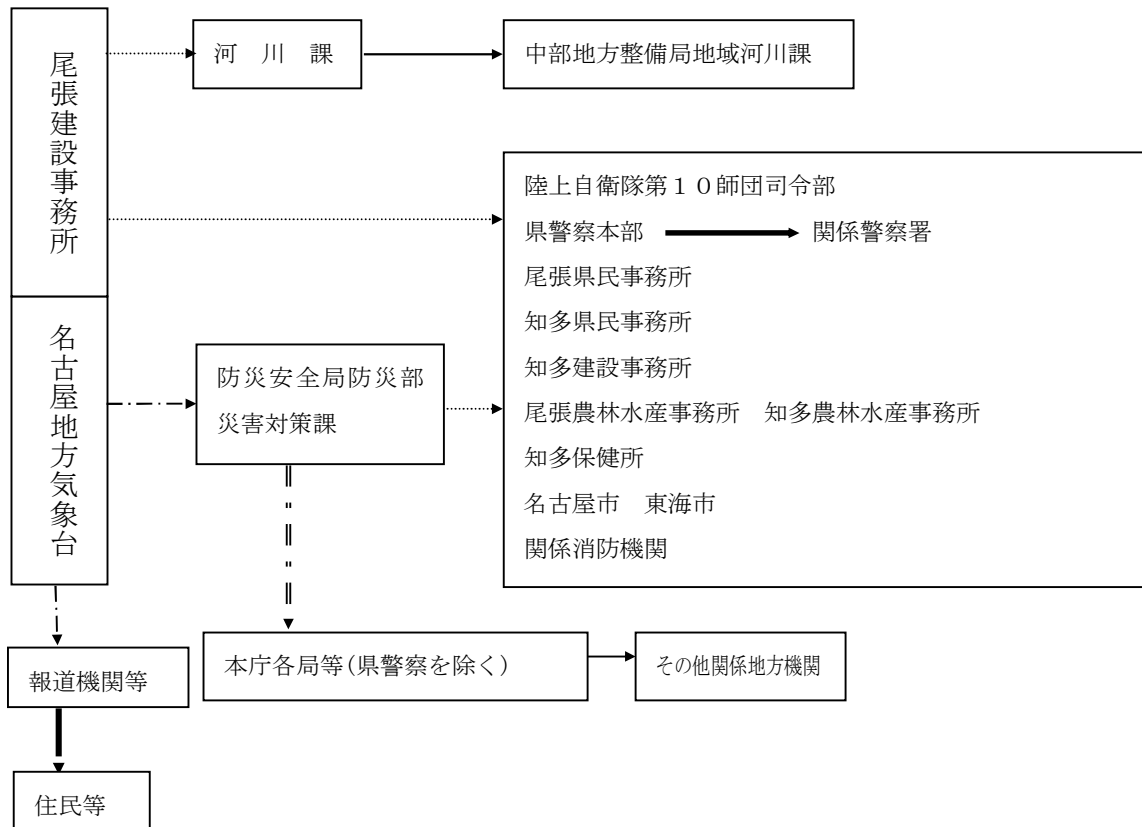 尾張建設事務所
河　川　課
中部地方整備局地域河川課
陸上自衛隊第１０師団司令部
県警察本部　関係警察署
尾張県民事務所
知多県民事務所
知多建設事務所
尾張農林水産事務所　知多農林水産事務所
知多保健所
名古屋市　東海市
関係消防機関
名古屋地方気象台
防災安全局防災部
災害対策課
本庁各局等(県警察を除く)
その他関係地方機関
報道機関等
住民等